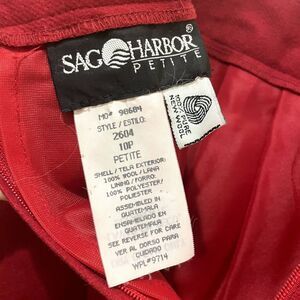 SAG HARBOR®
PETITE
MO# 98684
STYLE / ESTILO:
2604
10P
PETITE
SHELL / TELA EXTERIOR:
100% WOOL/LANA
LINING / FORRO:
100% POLYESTER/
POLIESTER
ASSEMBLED IN
GUATEMALA
ENSAMBLADO EN
GUATEMALA
SEE REVERSE FOR CARE
VER AL DORSO PARA
CUIDADO
WPL#9714
PURE
NEW WOOL